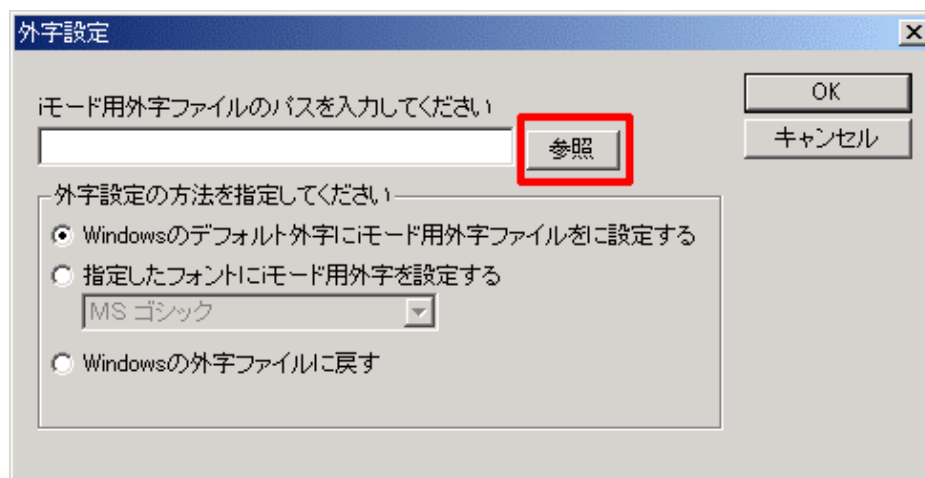 外字設定
iモード用外字ファイルのパスを入力してください
参照
OK
キャンセル
外字設定の方法を指定してください
Windowsのデフォルト外字にiモード用外字ファイルをに設定する
指定したフォントにiモード用外字を設定する
MS ゴシック
Windowsの外字ファイルに戻す